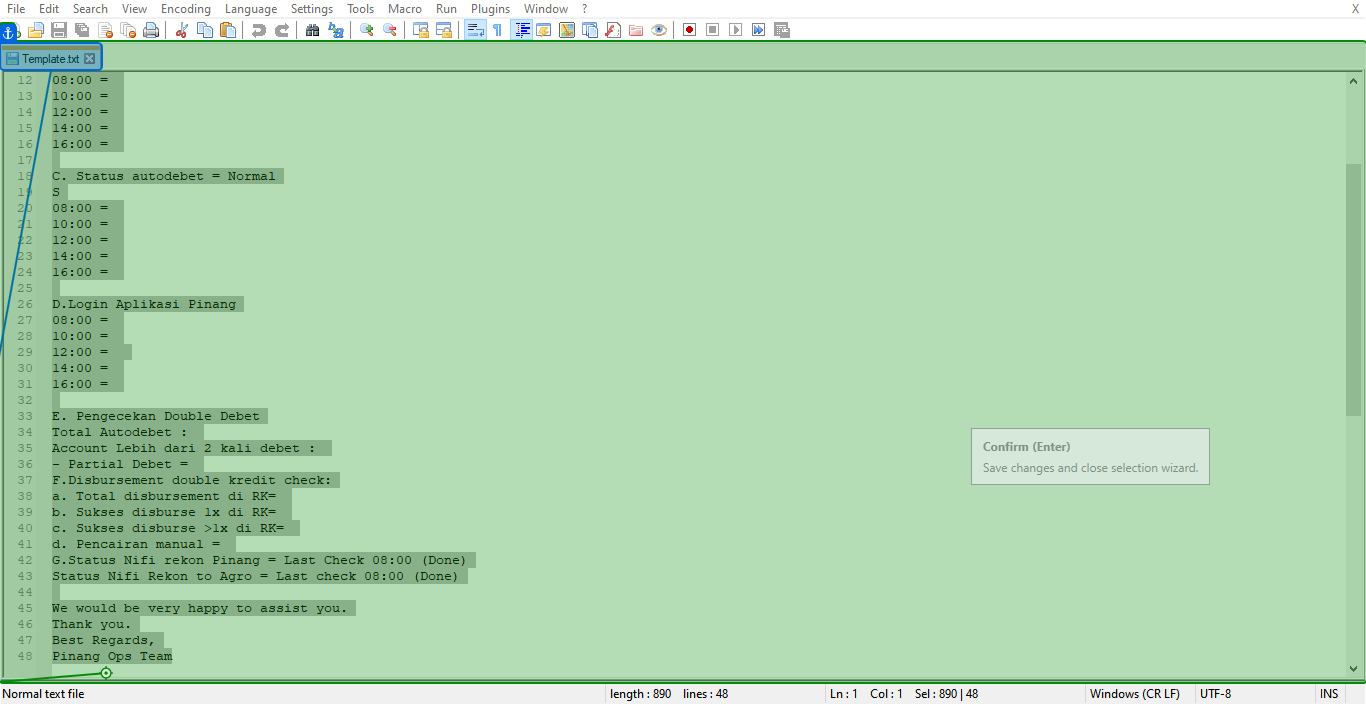 File Edit Search View Encoding Language Settings Tools Macro Run Plugins Window ? X
Template.txt
12 08:00 =
13 10:00 =
14 12:00 =
15 14:00 =
16 16:00 =
17
18 C. Status autodebet = Normal
19 S
20 08:00 =
21 10:00 =
22 12:00 =
23 14:00 =
24 16:00 =
25
26 D.Login Aplikasi Pinang
27 08:00 =
28 10:00 =
29 12:00 =
30 14:00 =
31 16:00 =
32
33 E. Pengecekan Double Debet
34 Total Autodebet :
35 Account Lebih dari 2 kali debet :
36 - Partial Debet =
37 F.Disbursement double kredit check:
38 a. Total disbursement di RK=
39 b. Sukses disburse 1x di RK=
40 c. Sukses disburse >1x di RK=
41 d. Pencairan manual =
42 G.Status Nifi rekon Pinang = Last Check 08:00 (Done)
43 Status Nifi Rekon to Agro = Last check 08:00 (Done)
44
45 We would be very happy to assist you.
46 Thank you.
47 Best Regards,
48 Pinang Ops Team
Confirm (Enter)
Save changes and close selection wizard.
Normal text file length : 890 lines : 48 Ln : 1 Col : 1 Sel : 890 | 48 Windows (CR LF) UTF-8 INS